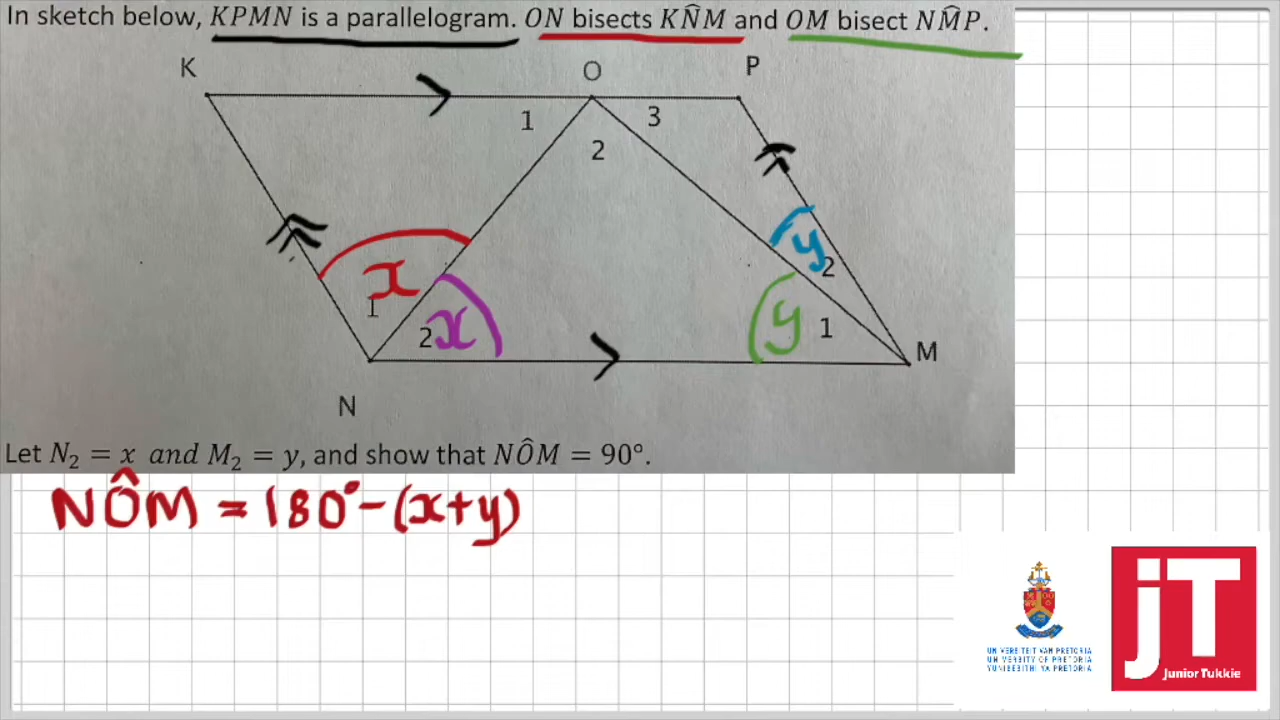 In sketch below, KPMN is a parallelogram. ON bisects KN̂M and OM bisect NM̂P.
K
O
P
1
3
2
x
y
2
1
2
x
y
1
M
N
Let N₂ = x and M₂ = y, and show that NÔM = 90°.
NÔM = 180° - (x+y)
jT
UNIVERSITEIT VAN PRETORIA
UNIVERSITY OF PRETORIA
YUNIBESITHI YA PRETORIA
Junior Tukkie